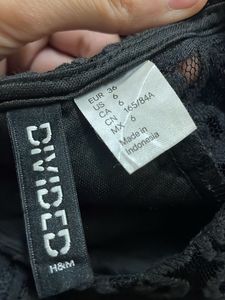 DIVIDED
H&M
EUR 36
US 6
CA 6
CN 165/84A
MX 6
Made in
Indonesia